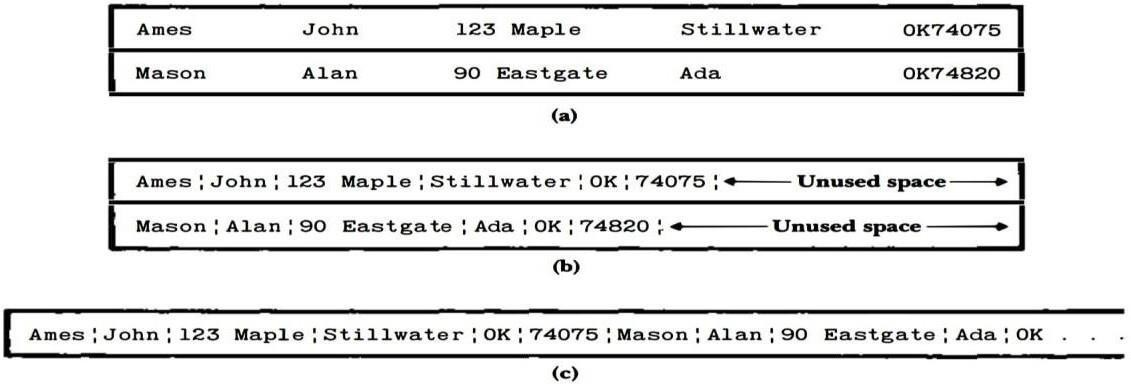 Ames John 123 Maple Stillwater OK74075
Mason Alan 90 Eastgate Ada OK74820
(a)
Ames¦John¦123 Maple¦Stillwater¦OK¦74075¦ Unused space
Mason¦Alan¦90 Eastgate¦Ada¦OK¦74820¦ Unused space
(b)
Ames¦John¦123 Maple¦Stillwater¦OK¦74075¦Mason¦Alan¦90 Eastgate¦Ada¦OK . . .
(c)